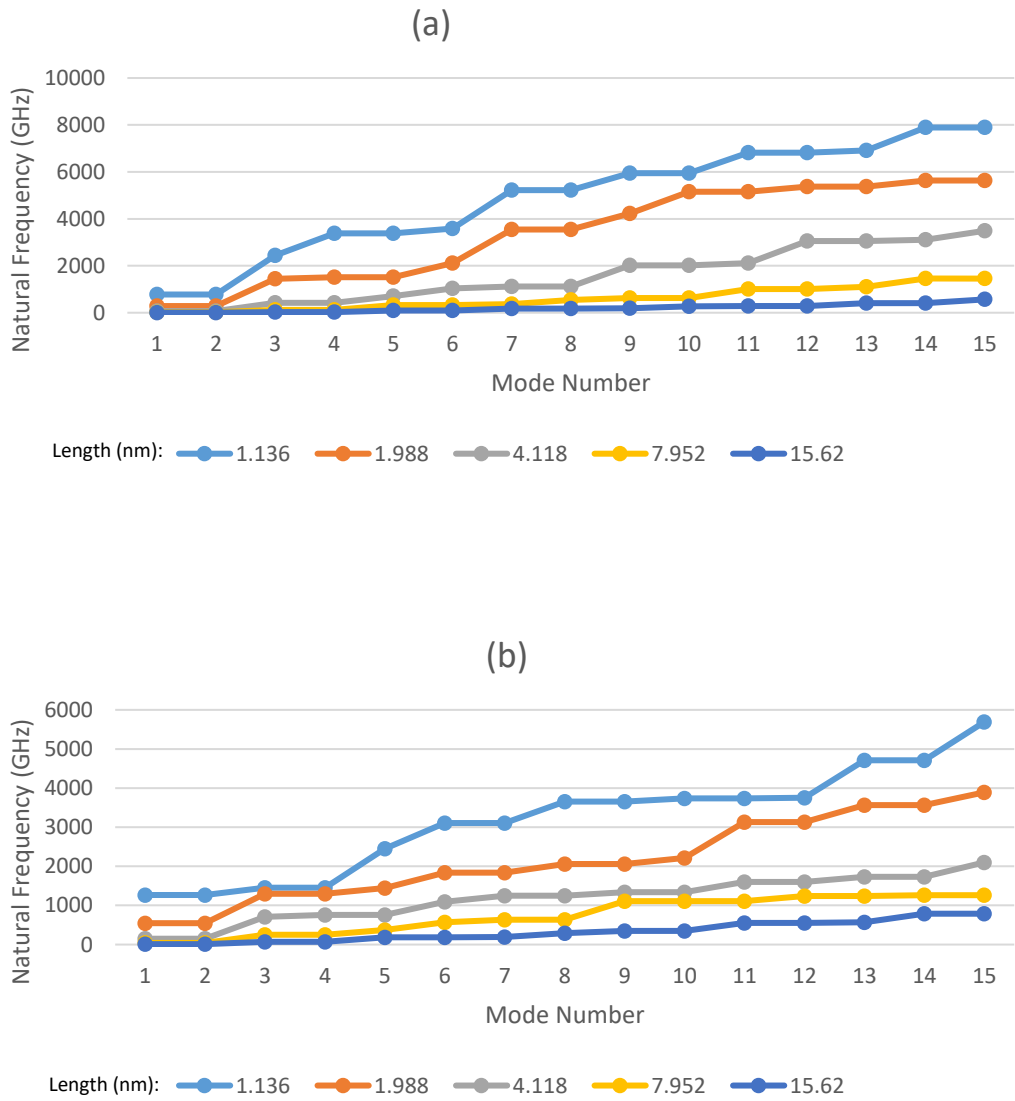 (a)
Natural Frequency (GHz)
10000
8000
6000
4000
2000
0
1 2 3 4 5 6 7 8 9 10 11 12 13 14 15
Mode Number
Length (nm): 1.136 1.988 4.118 7.952 15.62
(b)
Natural Frequency (GHz)
6000
5000
4000
3000
2000
1000
0
1 2 3 4 5 6 7 8 9 10 11 12 13 14 15
Mode Number
Length (nm): 1.136 1.988 4.118 7.952 15.62